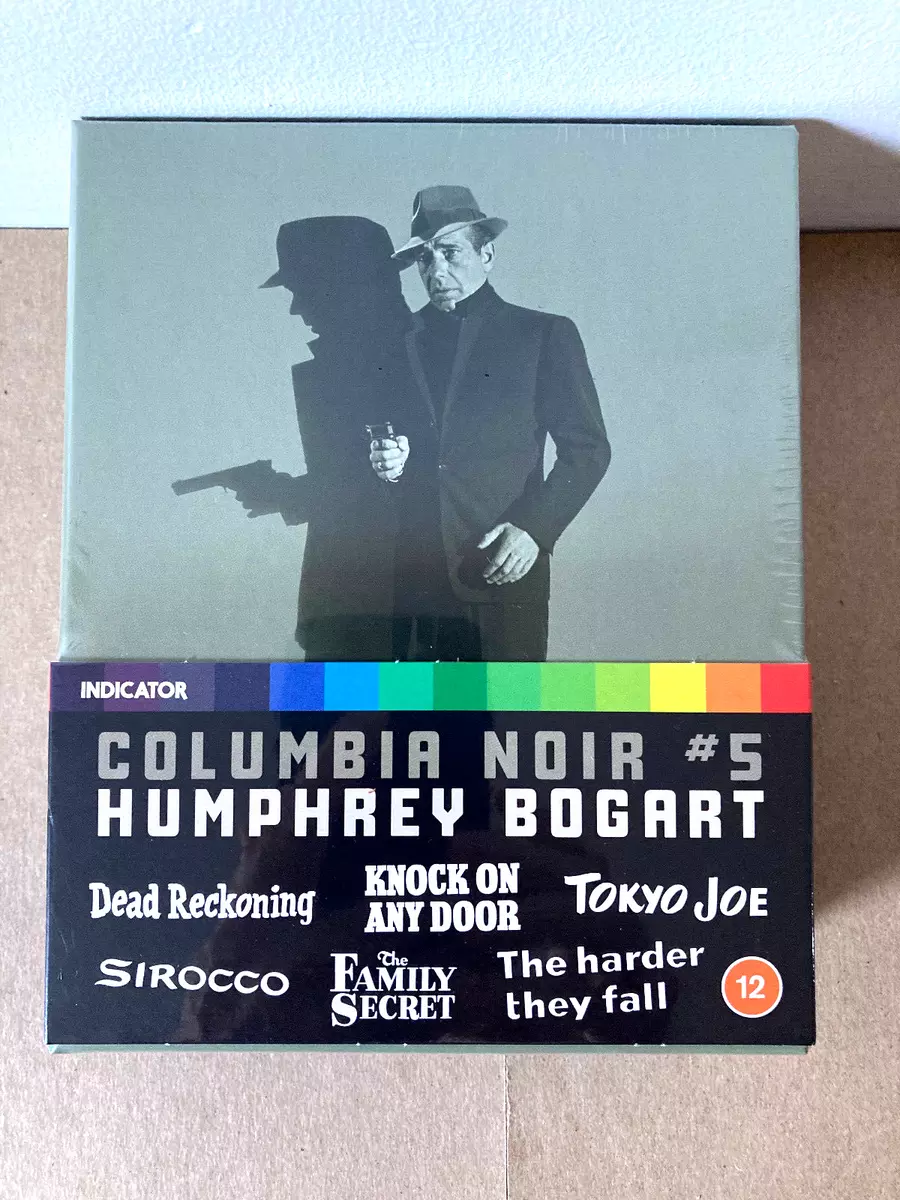 INDICATOR
COLUMBIA NOIR #5
HUMPHREY BOGART
Dead Reckoning
KNOCK ON
ANY DOOR
TOKYO JOE
SIROCCO
The
FAMILY
SECRET
The harder
they fall
12